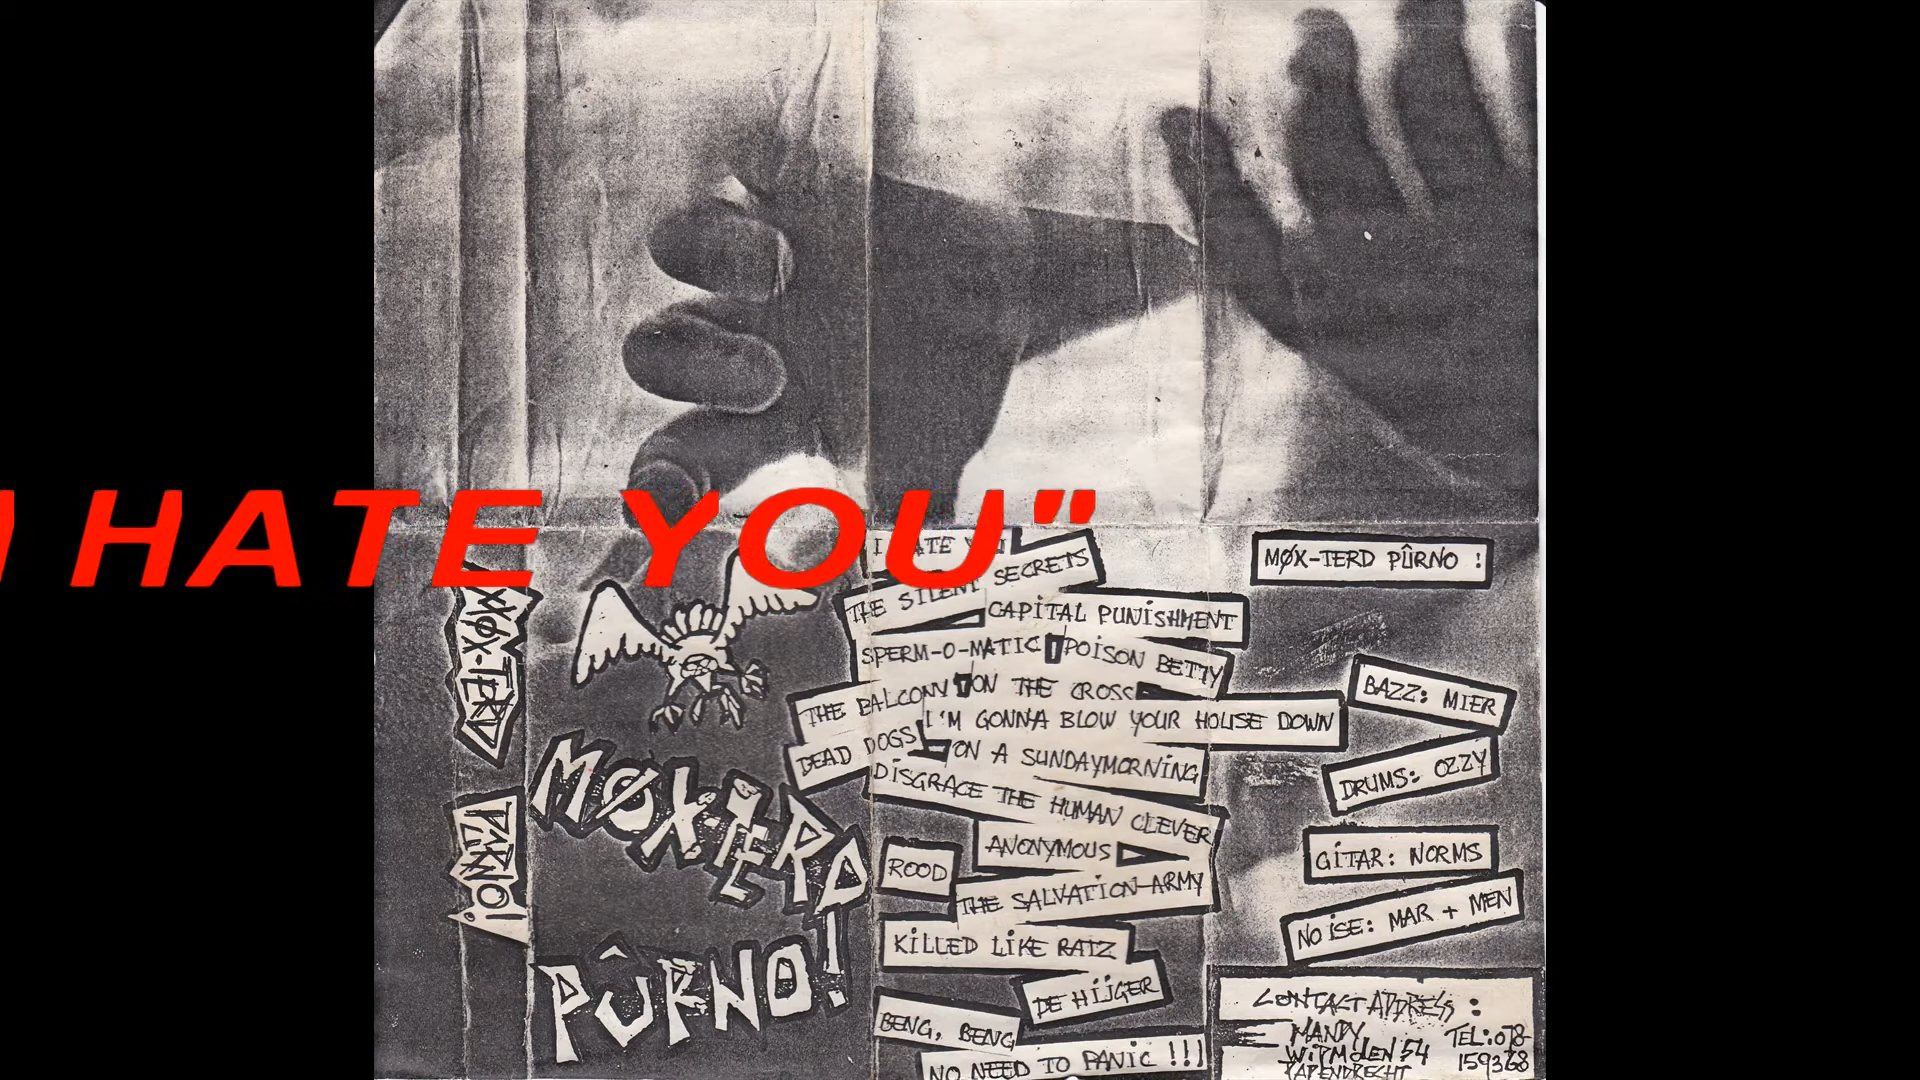 I HATE YOU"
THE SILENT SECRETS
CAPITAL PUNISHMENT
SPERM-O-MATIC
POISON BETTY
THE BALCONY
ON THE CROSS
I'M GONNA BLOW YOUR HOUSE DOWN
DEAD DOGS
ON A SUNDAYMORNING
DISGRACE THE HUMAN CLEVER
ANONYMOUS
ROOD
THE SALVATION-ARMY
KILLED LIKE RATZ
DE HIJGER
BENG, BENG
NO NEED TO PANIC !!!
MØX-TERD
PÛRNO!
MØX-TERD
PÛRNO!
MØX-TERD PÛRNO :
BAZZ: MIER
DRUMS: OZZY
GITAR: NORMS
NOISE: MAR + MEN
CONTACT ADDRESS :
MANDY
WIPMOLEN 54
PAPENDRECHT
TEL: 078-
159368